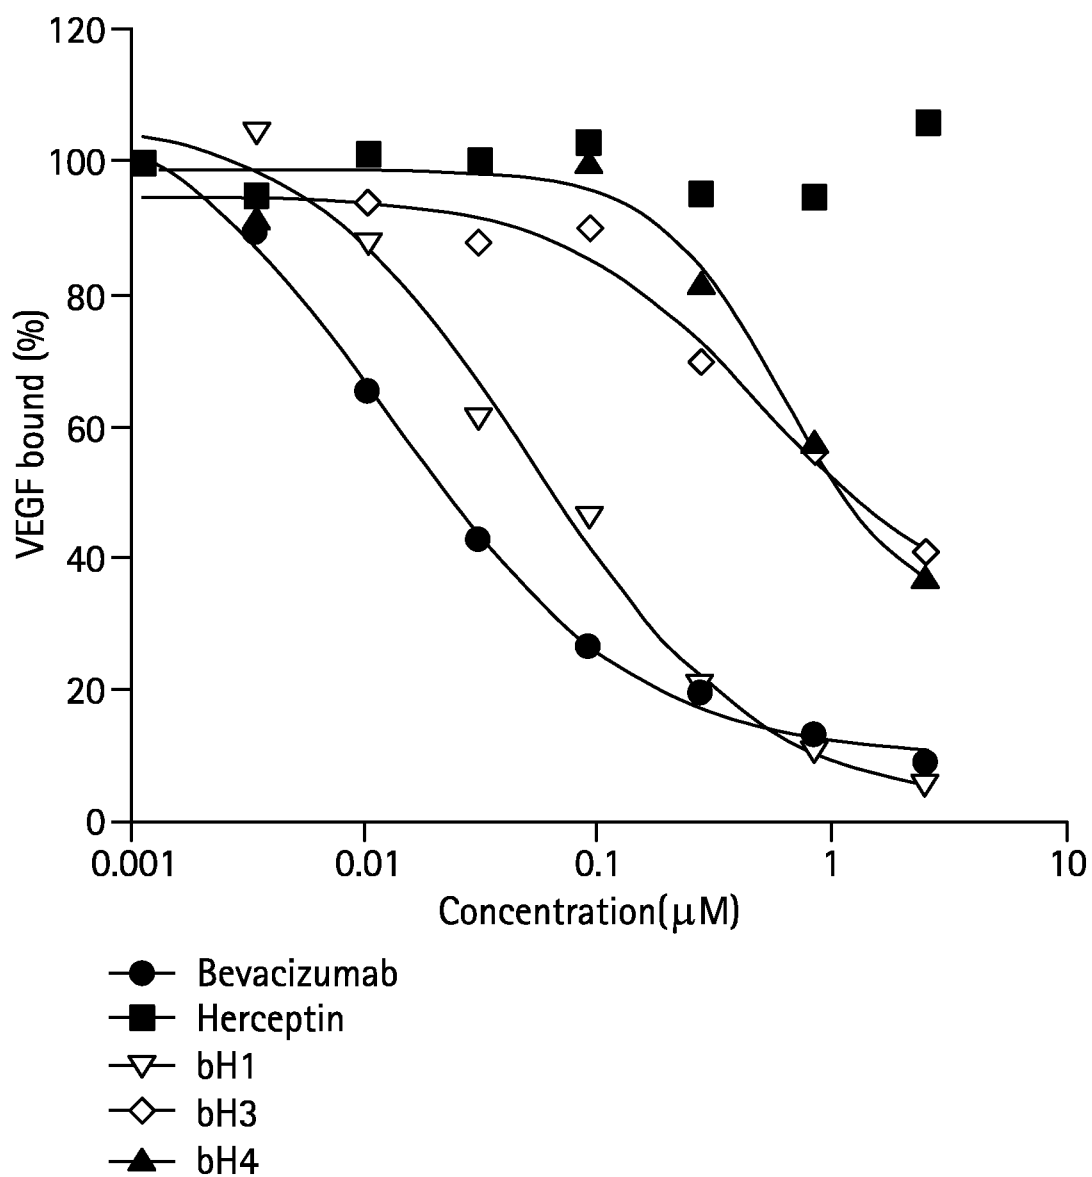 120
100
80
60
40
20
0
VEGF bound (%)
0.001 0.01 0.1 1 10
Concentration(μM)
Bevacizumab
Herceptin
bH1
bH3
bH4